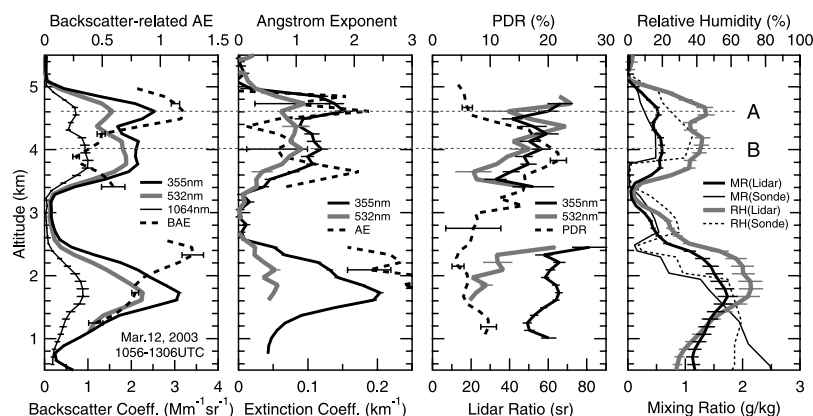 Backscatter-related AE Angstrom Exponent PDR (%) Relative Humidity (%)
0 0.5 1 1.5 0 1 2 3 0 10 20 30 0 20 40 60 80 100
5
4
3
2
1
Altitude (km)
A
B
355nm
532nm
1064nm
BAE
355nm
532nm
AE
355nm
532nm
PDR
MR(Lidar)
MR(Sonde)
RH(Lidar)
RH(Sonde)
Mar.12, 2003
1056-1306UTC
0 1 2 3 4 0 0.1 0.2 0 20 40 60 80 0 1 2 3
Backscatter Coeff. (Mm⁻¹sr⁻¹) Extinction Coeff. (km⁻¹) Lidar Ratio (sr) Mixing Ratio (g/kg)